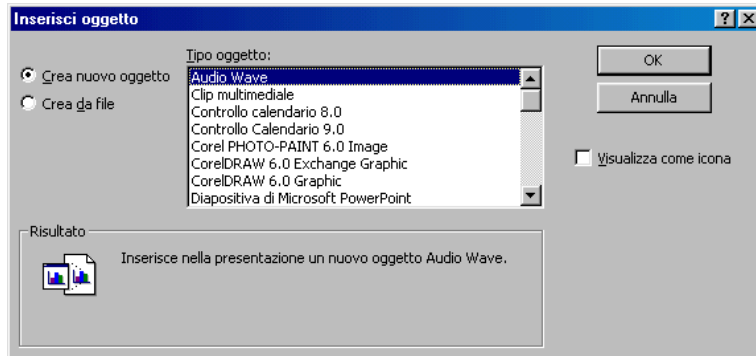 Inserisci oggetto
Tipo oggetto:
Crea nuovo oggetto
Crea da file
Audio Wave
Clip multimediale
Controllo calendario 8.0
Controllo Calendario 9.0
Corel PHOTO-PAINT 6.0 Image
CorelDRAW 6.0 Exchange Graphic
CorelDRAW 6.0 Graphic
Diapositiva di Microsoft PowerPoint
OK
Annulla
Visualizza come icona
Risultato
Inserisce nella presentazione un nuovo oggetto Audio Wave.